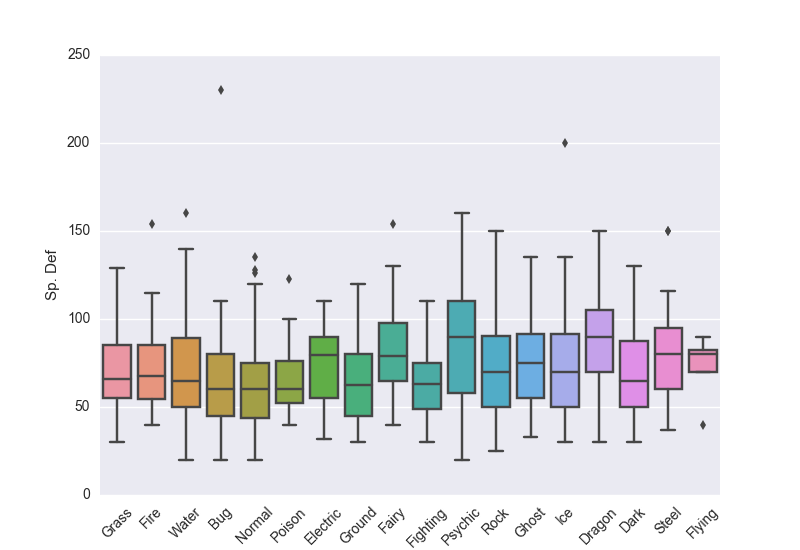 250
200
150
100
50
0
Sp. Def
Grass
Fire
Water
Bug
Normal
Poison
Electric
Ground
Fairy
Fighting
Psychic
Rock
Ghost
Ice
Dragon
Dark
Steel
Flying